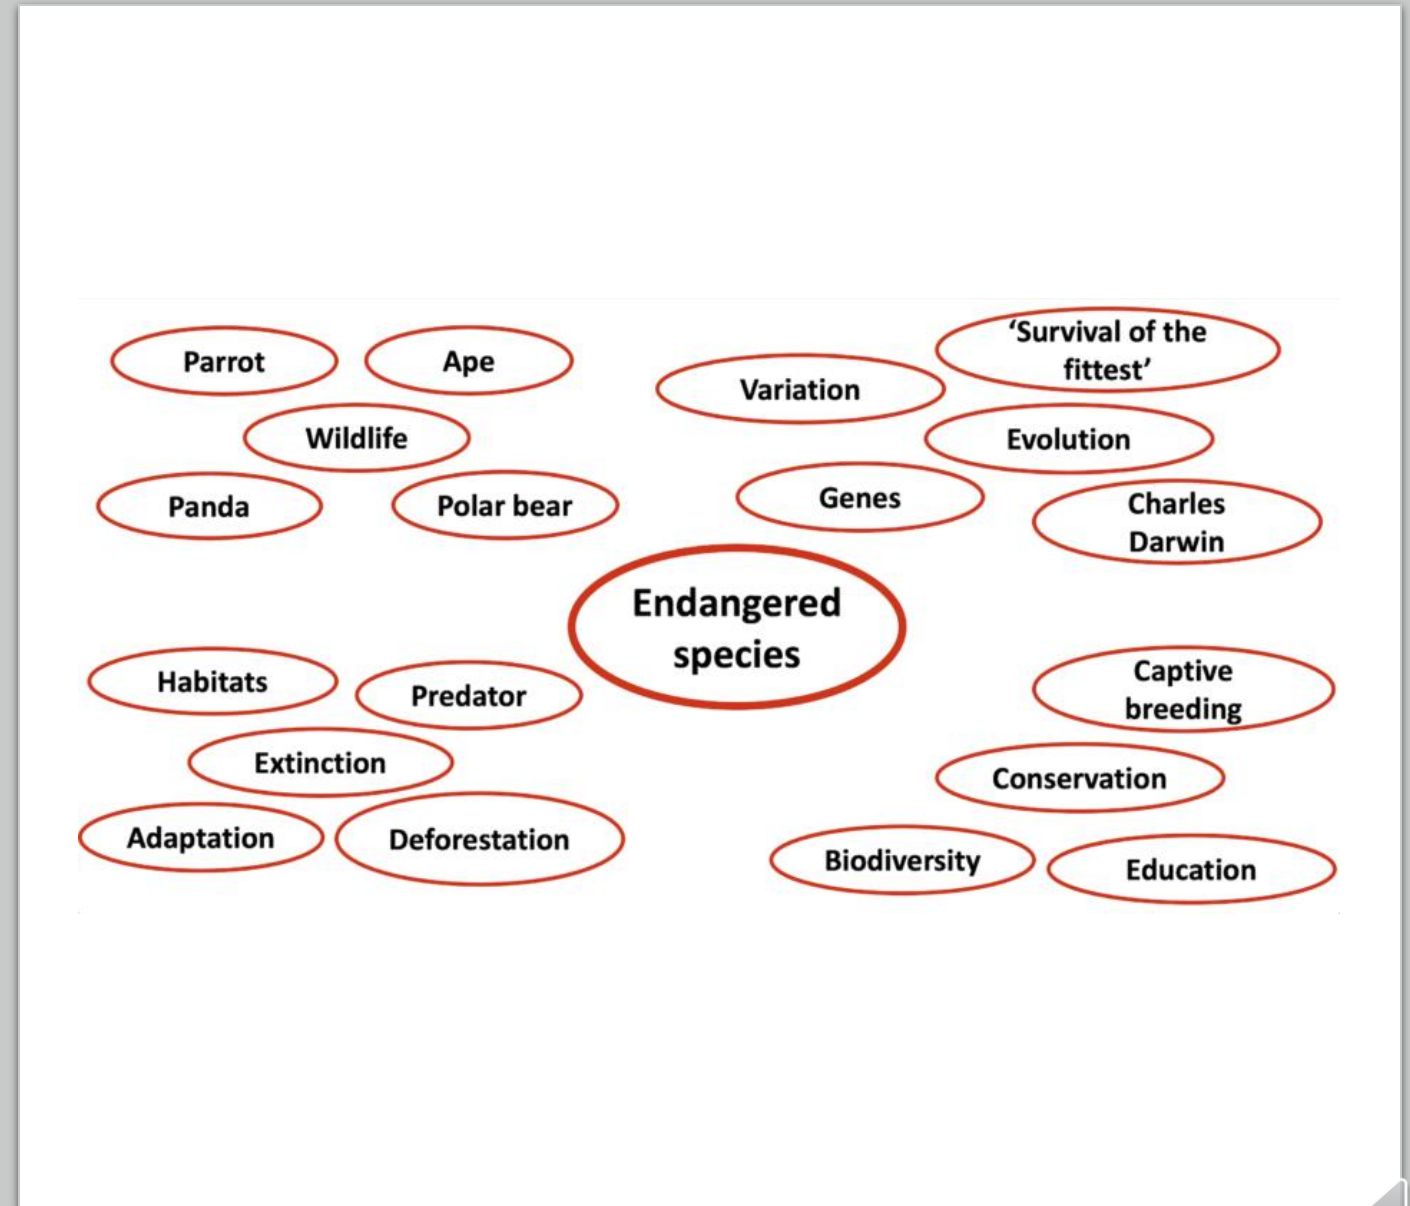 Parrot
Ape
Wildlife
Panda
Polar bear
Variation
‘Survival of the
fittest’
Evolution
Genes
Charles
Darwin
Endangered
species
Habitats
Predator
Extinction
Adaptation
Deforestation
Captive
breeding
Conservation
Biodiversity
Education